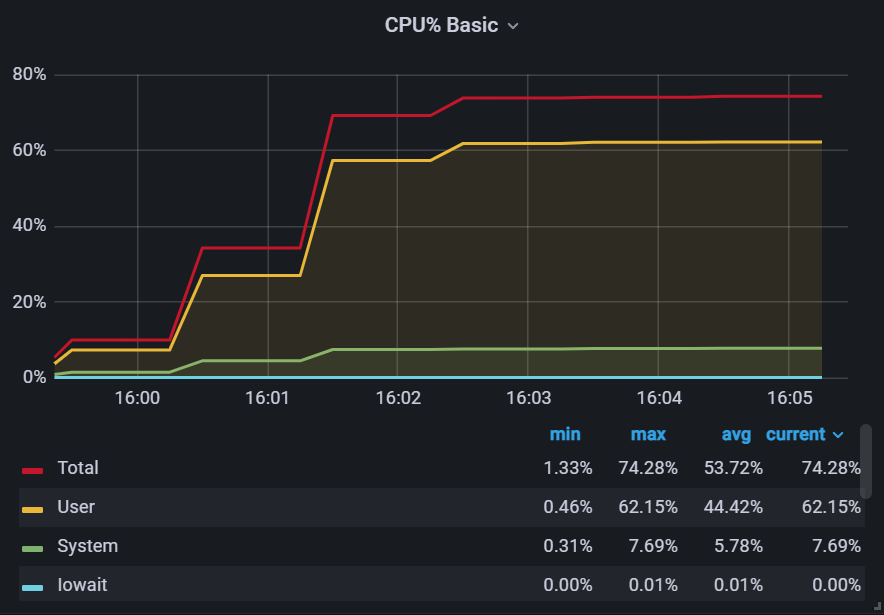 CPU% Basic
80%
60%
40%
20%
0%
16:00 16:01 16:02 16:03 16:04 16:05
min max avg current
Total 1.33% 74.28% 53.72% 74.28%
User 0.46% 62.15% 44.42% 62.15%
System 0.31% 7.69% 5.78% 7.69%
Iowait 0.00% 0.01% 0.01% 0.00%